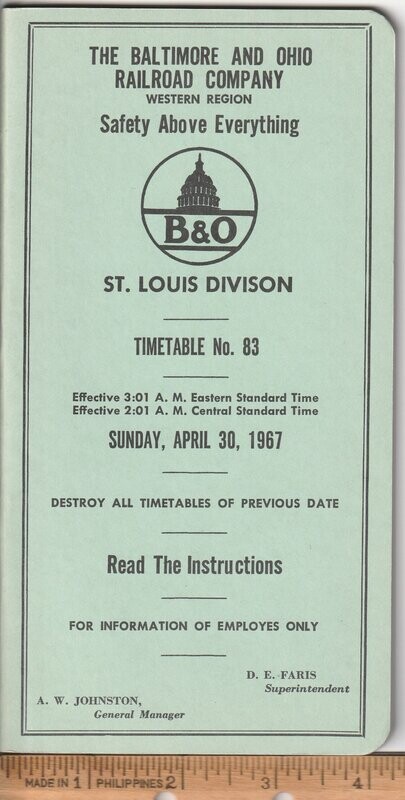 THE BALTIMORE AND OHIO
RAILROAD COMPANY
WESTERN REGION
Safety Above Everything
B&O
ST. LOUIS DIVISON
TIMETABLE No. 83
Effective 3:01 A. M. Eastern Standard Time
Effective 2:01 A. M. Central Standard Time
SUNDAY, APRIL 30, 1967
DESTROY ALL TIMETABLES OF PREVIOUS DATE
Read The Instructions
FOR INFORMATION OF EMPLOYES ONLY
D. E. FARIS
Superintendent
A. W. JOHNSTON,
General Manager
MADE IN 1 PHILIPPINES 2 3 4